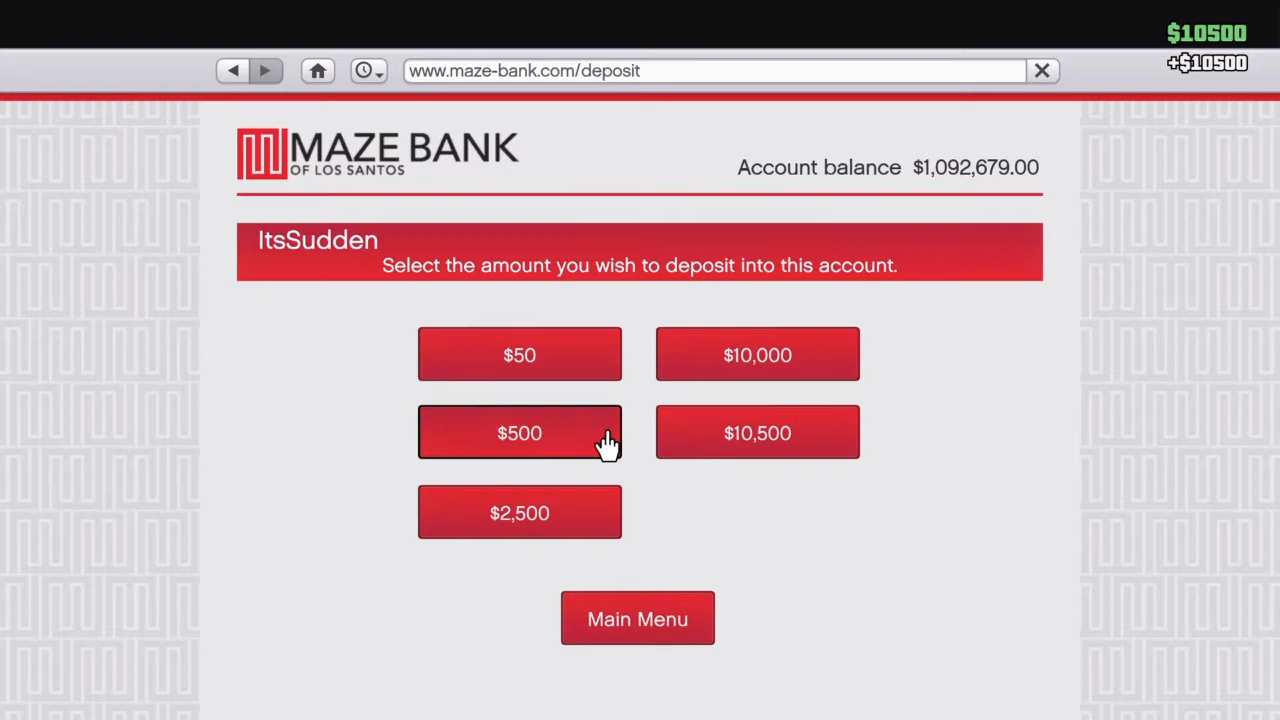 $10500
+$10500
www.maze-bank.com/deposit
MAZE BANK
OF LOS SANTOS
Account balance $1,092,679.00
ItsSudden
Select the amount you wish to deposit into this account.
$50
$10,000
$500
$10,500
$2,500
Main Menu